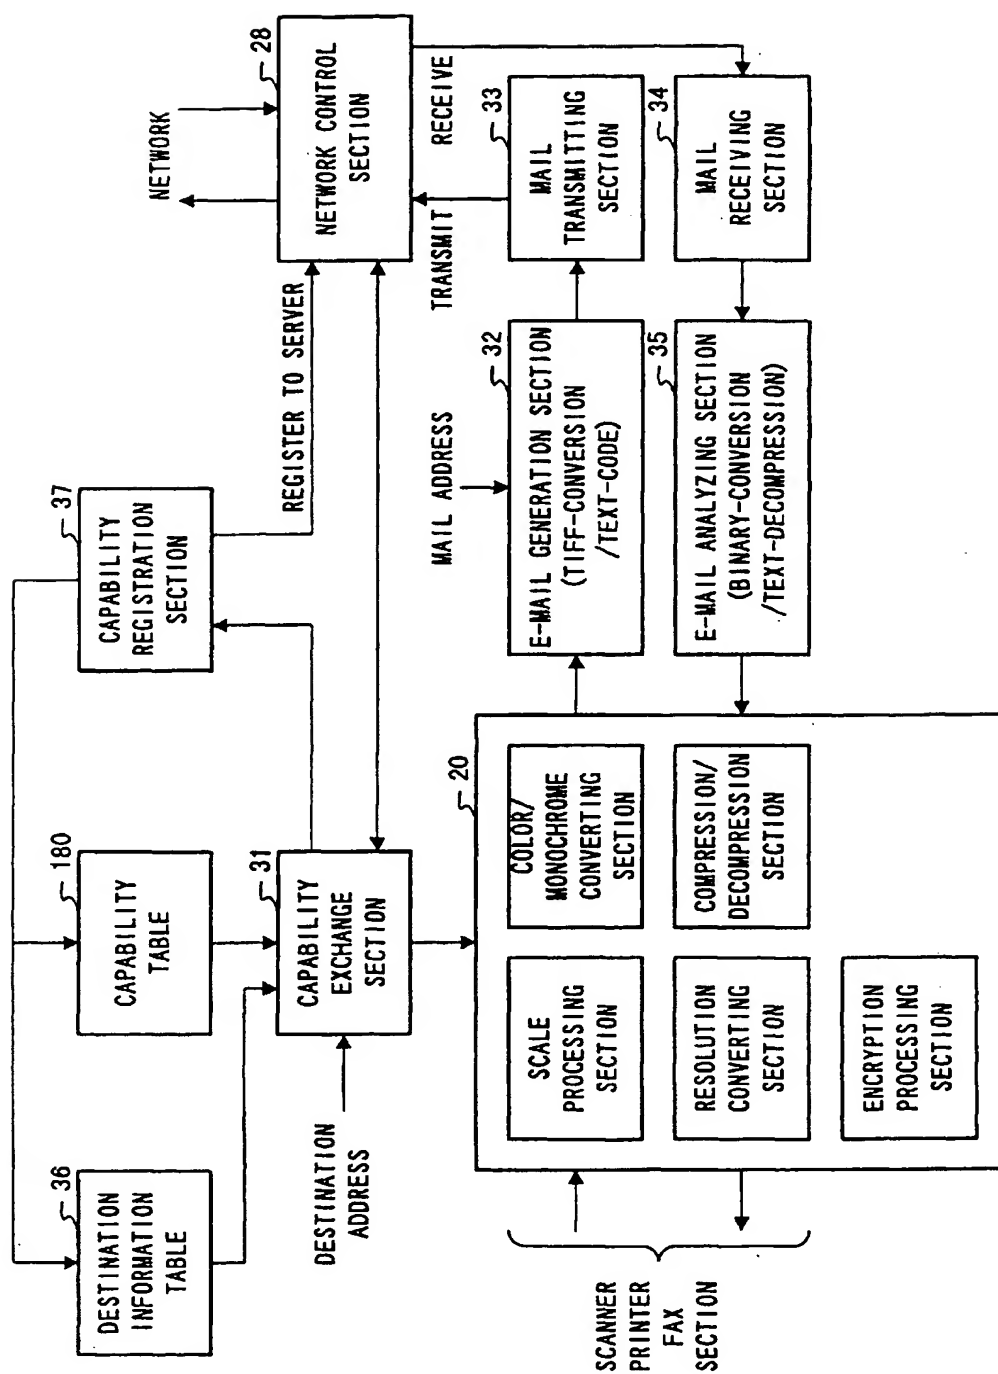 36
DESTINATION
INFORMATION
TABLE
180
CAPABILITY
TABLE
37
CAPABILITY
REGISTRATION
SECTION
NETWORK
28
NETWORK CONTROL
SECTION
REGISTER TO SERVER
31
CAPABILITY
EXCHANGE
SECTION
DESTINATION
ADDRESS
TRANSMIT
RECEIVE
MAIL ADDRESS
20
SCALE
PROCESSING
SECTION
COLOR/
MONOCHROME
CONVERTING
SECTION
32
E-MAIL GENERATION SECTION
(TIFF-CONVERSION
/TEXT-CODE)
33
MAIL
TRANSMITTING
SECTION
SCANNER
PRINTER
FAX
SECTION
RESOLUTION
CONVERTING
SECTION
COMPRESSION/
DECOMPRESSION
SECTION
35
E-MAIL ANALYZING SECTION
(BINARY-CONVERSION
/TEXT-DECOMPRESSION)
34
MAIL
RECEIVING
SECTION
ENCRYPTION
PROCESSING
SECTION